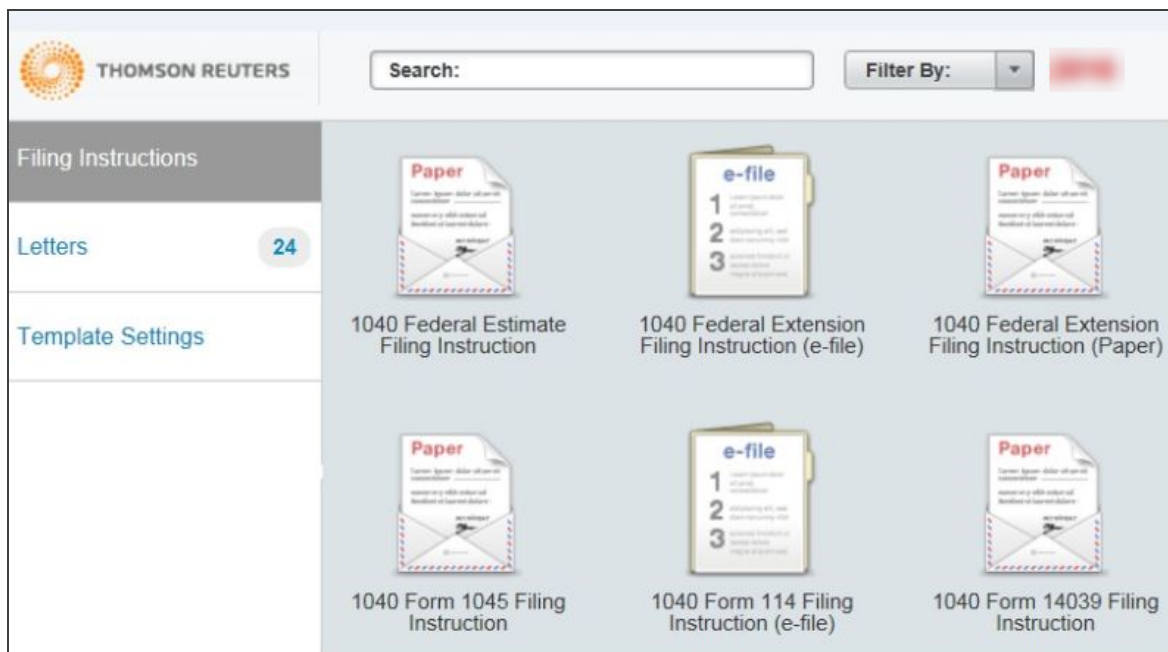 THOMSON REUTERS
Search:
Filter By:
Filing Instructions
Letters 24
Template Settings
Paper
e-file
1
2
3
Paper
1040 Federal Estimate
Filing Instruction
1040 Federal Extension
Filing Instruction (e-file)
1040 Federal Extension
Filing Instruction (Paper)
Paper
e-file
1
2
3
Paper
1040 Form 1045 Filing
Instruction
1040 Form 114 Filing
Instruction (e-file)
1040 Form 14039 Filing
Instruction